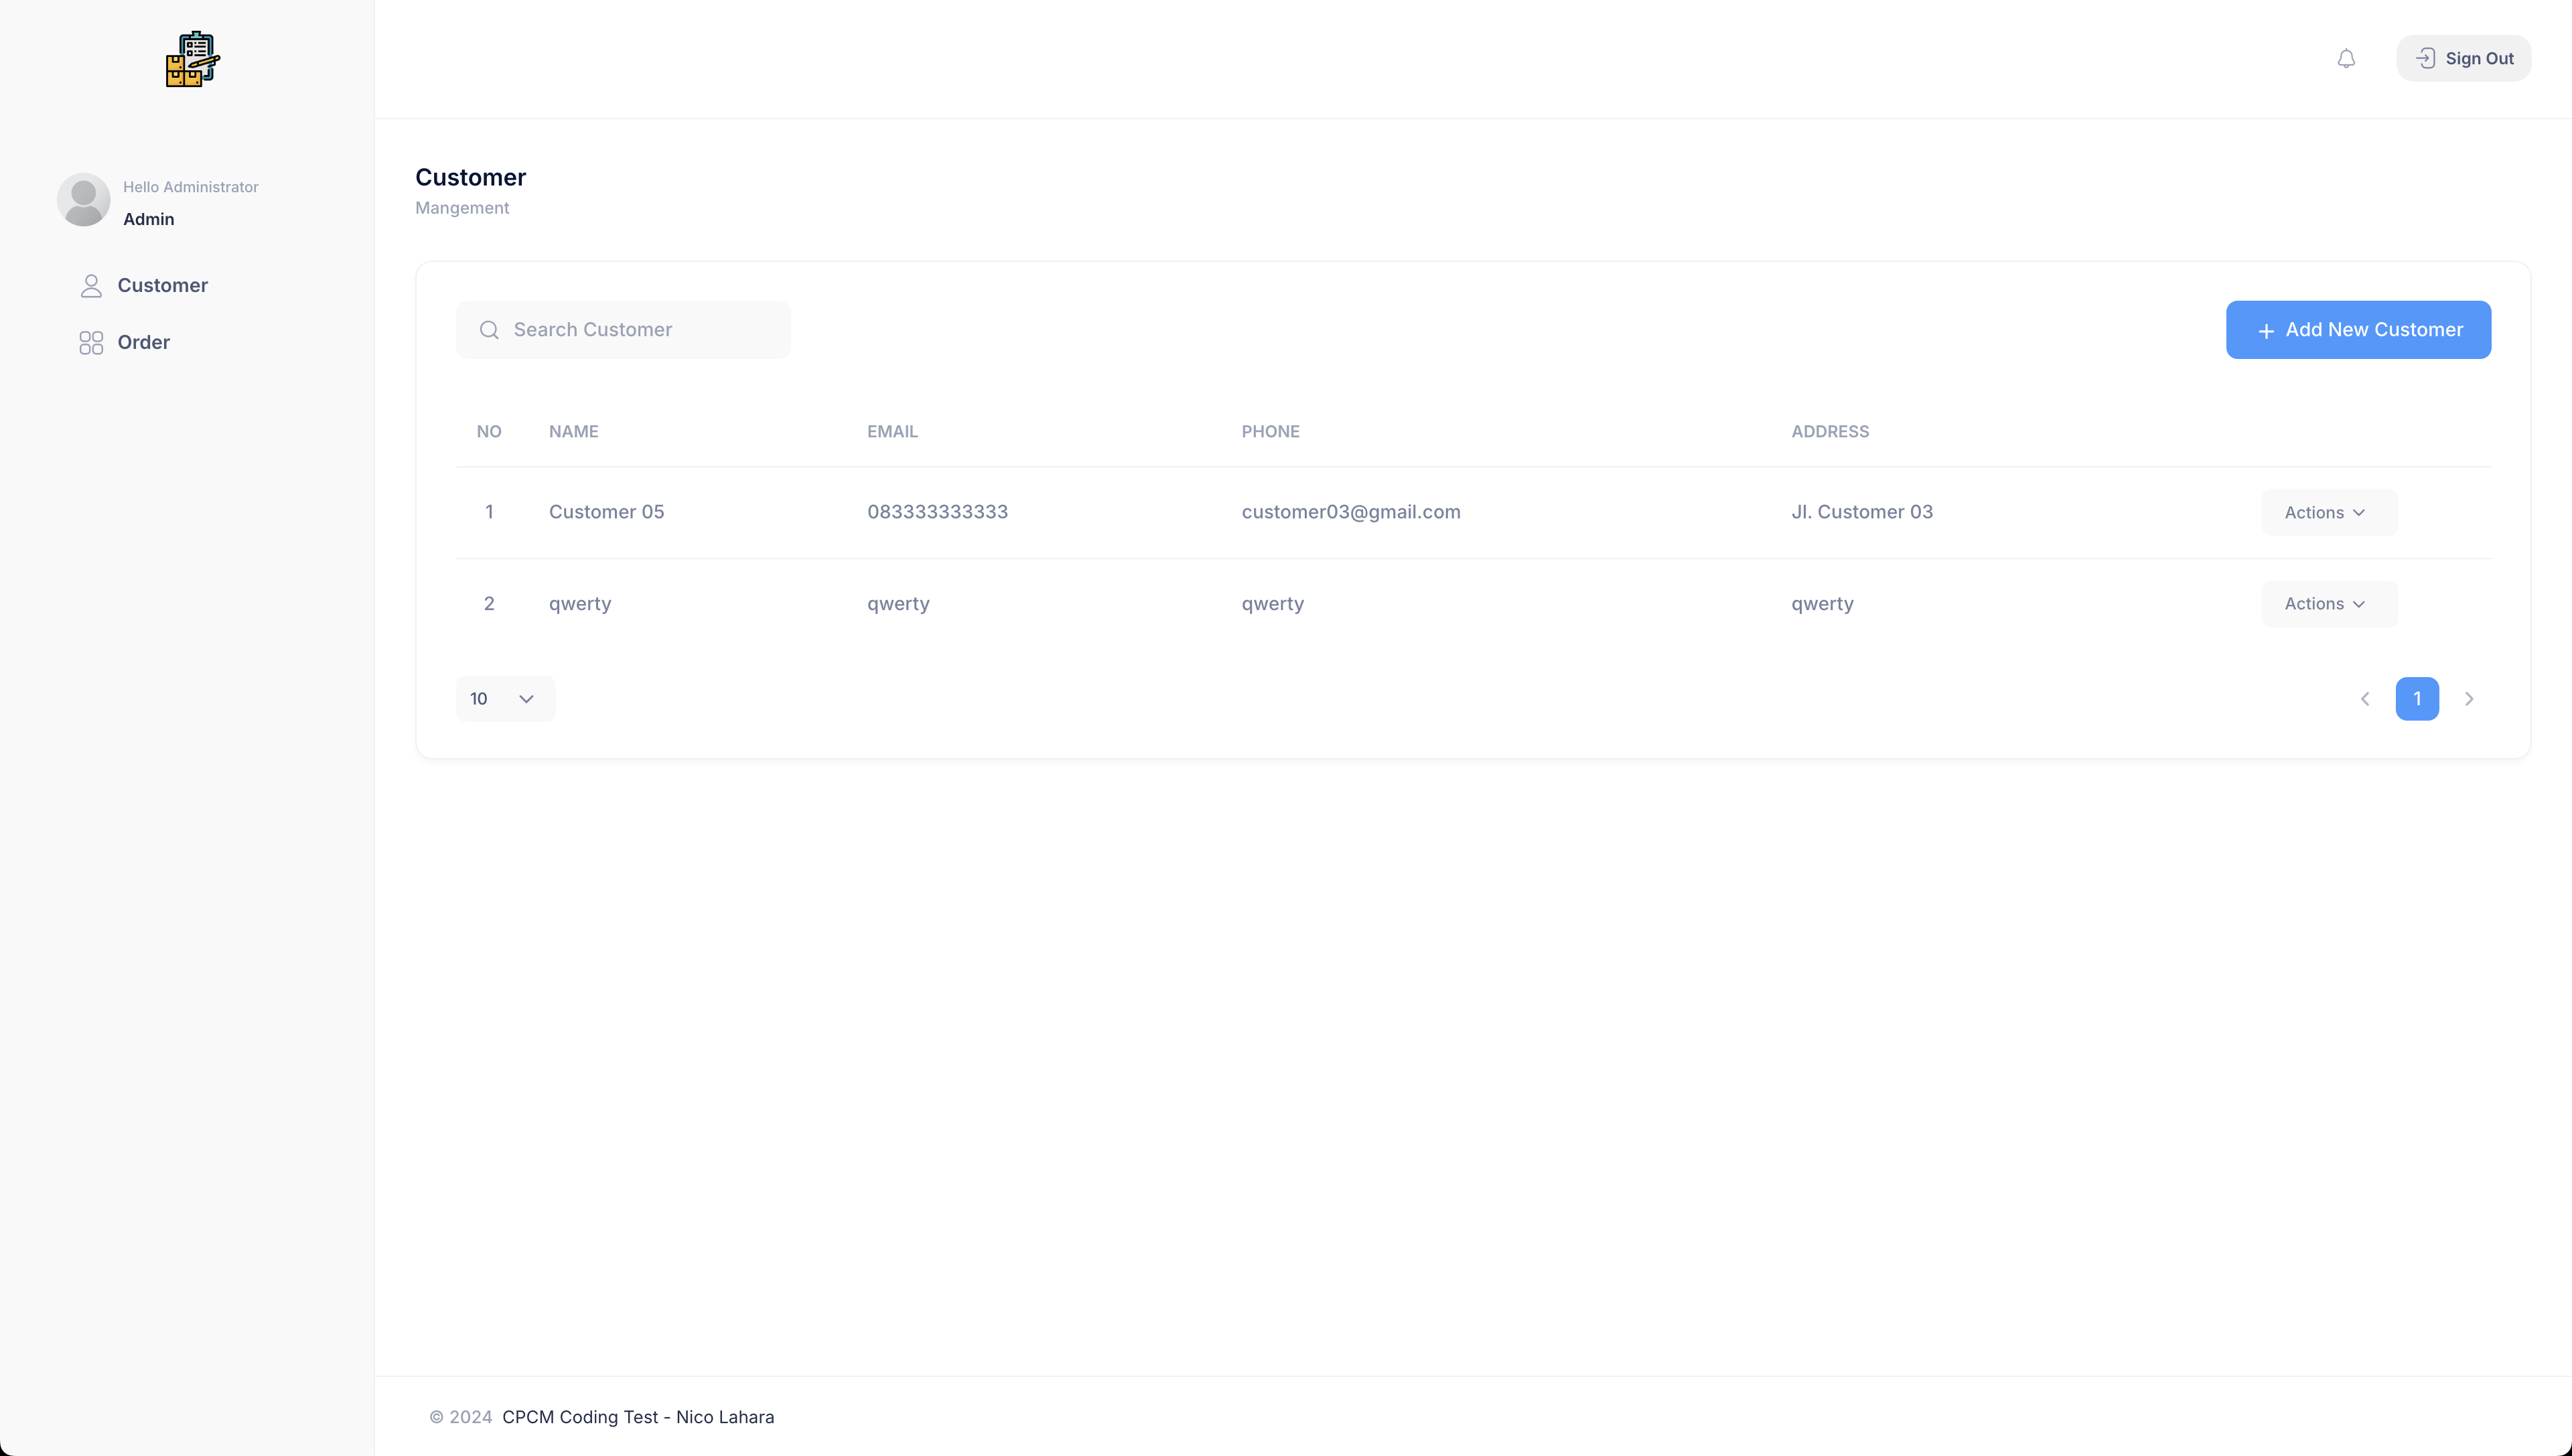 Sign Out
Hello Administrator
Admin
Customer
Order
Customer
Mangement
Search Customer
Add New Customer
NO NAME EMAIL PHONE ADDRESS
1 Customer 05 083333333333 customer03@gmail.com Jl. Customer 03 Actions
2 qwerty qwerty qwerty qwerty Actions
10
1
© 2024 CPCM Coding Test - Nico Lahara